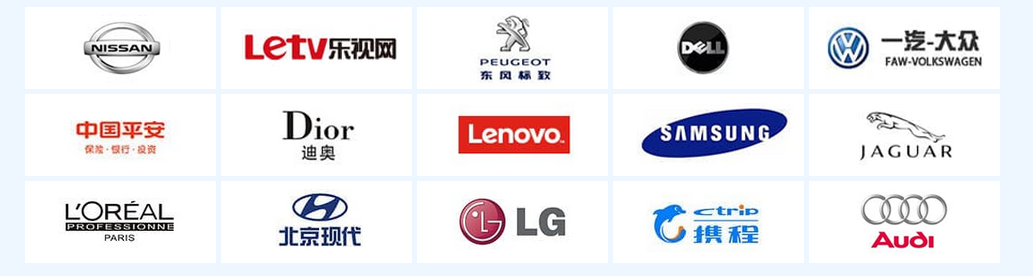 NISSAN
Letv乐视网
PEUGEOT
东风标致
DELL
一汽-大众
FAW-VOLKSWAGEN
中国平安
保险·银行·投资
Dior
迪奥
Lenovo
SAMSUNG
JAGUAR
L'ORÉAL
PROFESSIONNEL
PARIS
北京现代
LG
ctrip
携程
Audi